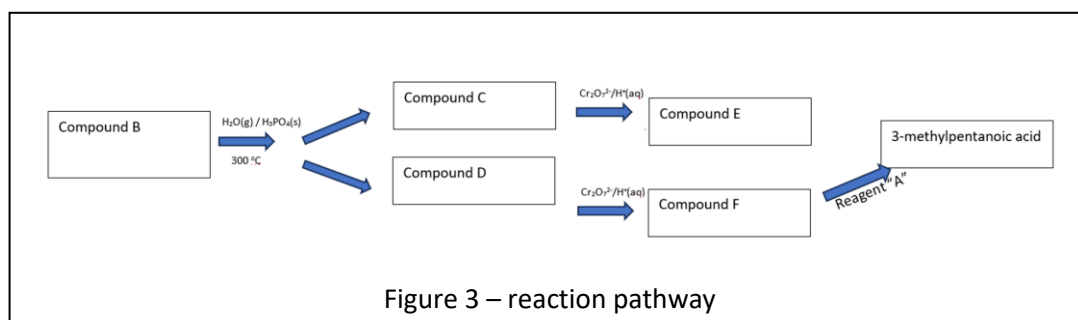 Compound B
H₂O(g) / H₃PO₄(s)
300 °C
Compound C
Cr₂O₇²⁻/H⁺(aq)
Compound E
Compound D
Cr₂O₇²⁻/H⁺(aq)
Compound F
Reagent "A"
3-methylpentanoic acid
Figure 3 – reaction pathway